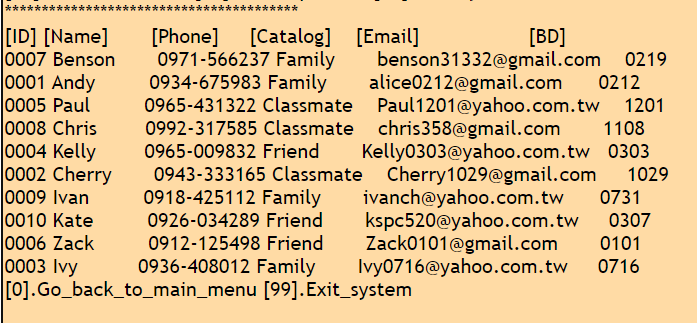 ****************************************
[ID] [Name] [Phone] [Catalog] [Email] [BD]
0007 Benson 0971-566237 Family benson31332@gmail.com 0219
0001 Andy 0934-675983 Family alice0212@gmail.com 0212
0005 Paul 0965-431322 Classmate Paul1201@yahoo.com.tw 1201
0008 Chris 0992-317585 Classmate chris358@gmail.com 1108
0004 Kelly 0965-009832 Friend Kelly0303@yahoo.com.tw 0303
0002 Cherry 0943-333165 Classmate Cherry1029@gmail.com 1029
0009 Ivan 0918-425112 Family ivanch@yahoo.com.tw 0731
0010 Kate 0926-034289 Friend kspc520@yahoo.com.tw 0307
0006 Zack 0912-125498 Friend Zack0101@gmail.com 0101
0003 Ivy 0936-408012 Family Ivy0716@yahoo.com.tw 0716
[0].Go_back_to_main_menu [99].Exit_system